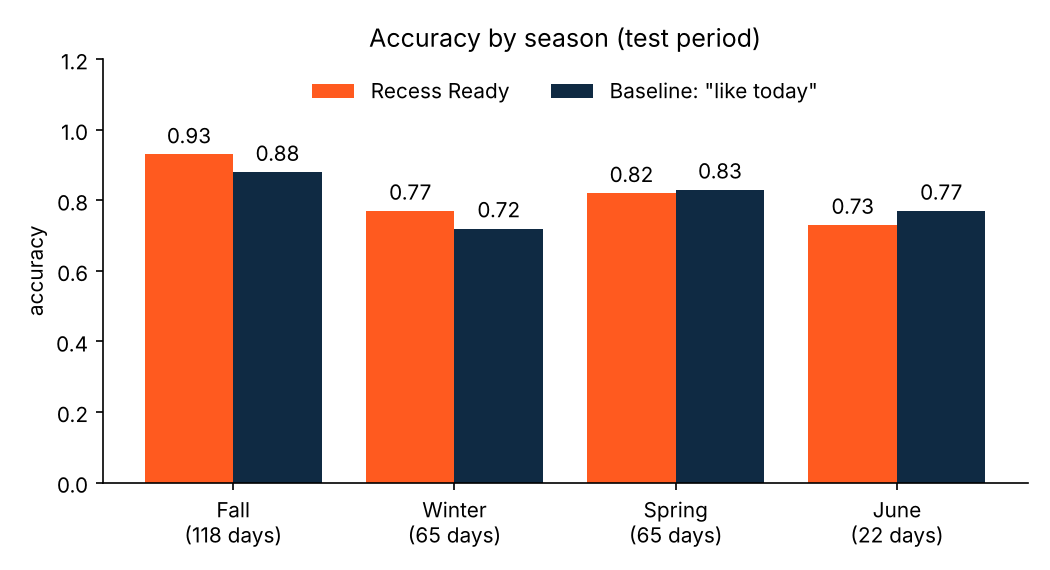 Accuracy by season (test period)
Recess Ready
Baseline: "like today"
accuracy
1.2
1.0
0.8
0.6
0.4
0.2
0.0
0.93
0.88
0.77
0.72
0.82
0.83
0.73
0.77
Fall
(118 days)
Winter
(65 days)
Spring
(65 days)
June
(22 days)